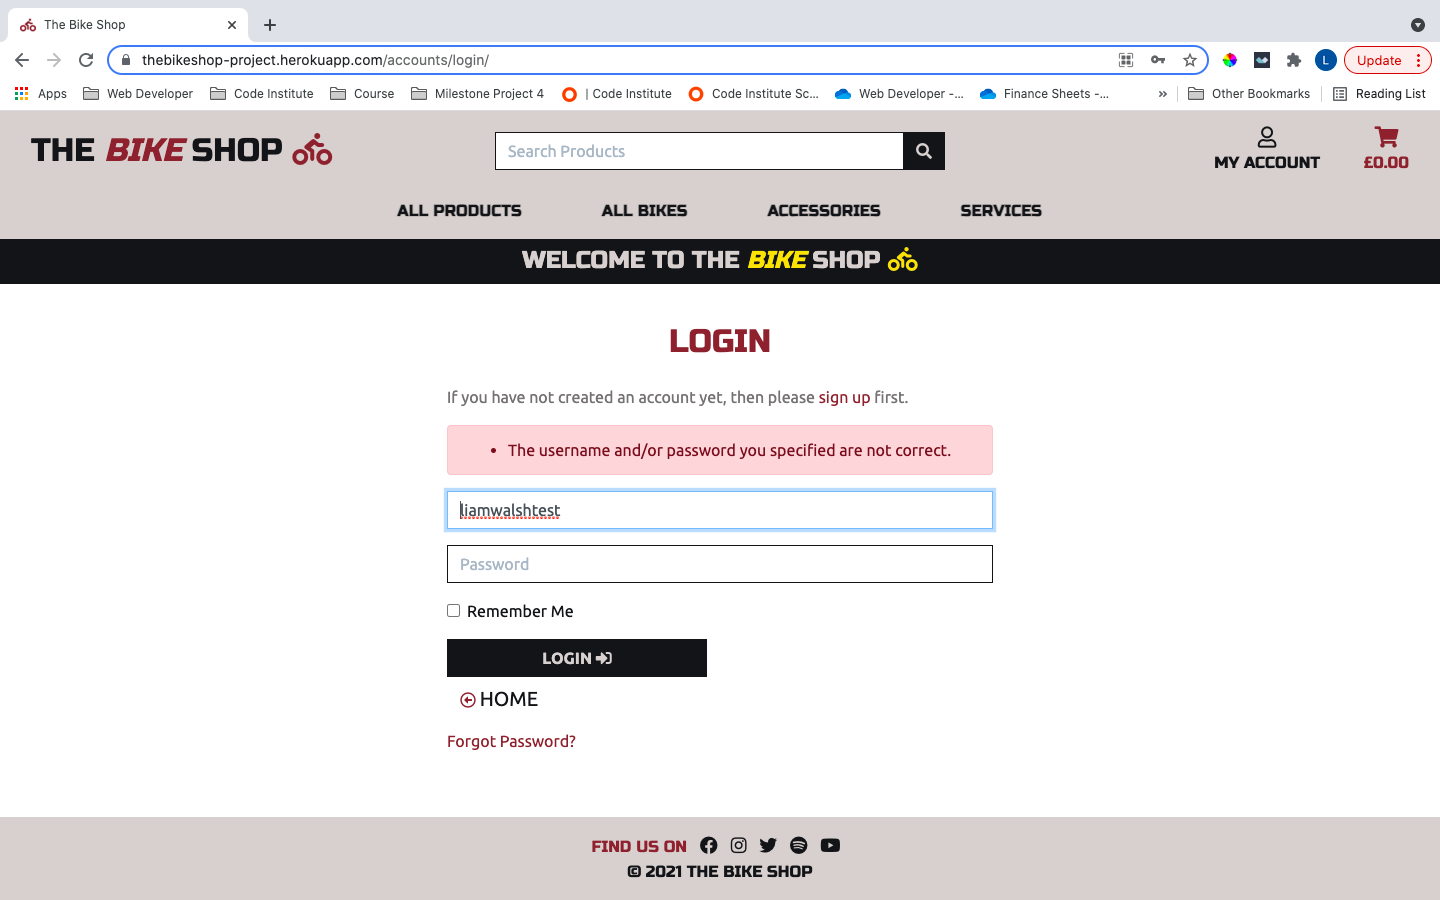 The Bike Shop
thebikeshop-project.herokuapp.com/accounts/login/
L
Update
Apps
Web Developer
Code Institute
Course
Milestone Project 4
| Code Institute
Code Institute Sc...
Web Developer -...
Finance Sheets -...
»
Other Bookmarks
Reading List
THE BIKE SHOP
Search Products
MY ACCOUNT
£0.00
ALL PRODUCTS
ALL BIKES
ACCESSORIES
SERVICES
WELCOME TO THE BIKE SHOP
LOGIN
If you have not created an account yet, then please sign up first.
• The username and/or password you specified are not correct.
liamwalshtest
Password
Remember Me
LOGIN
HOME
Forgot Password?
FIND US ON
© 2021 THE BIKE SHOP